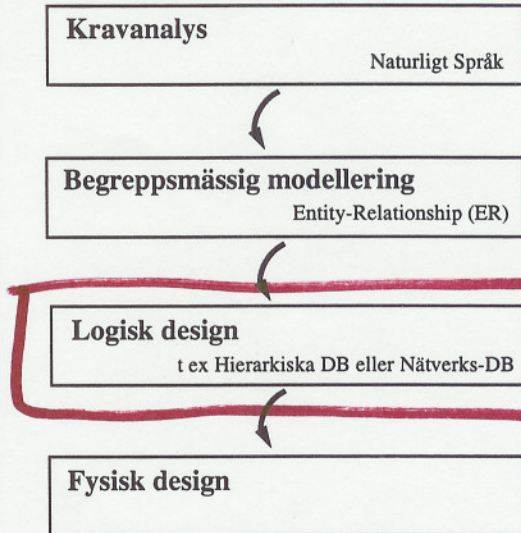 Kravanalys
Naturligt Språk
Begreppsmässig modellering
Entity-Relationship (ER)
Logisk design
t ex Hierarkiska DB eller Nätverks-DB
Fysisk design